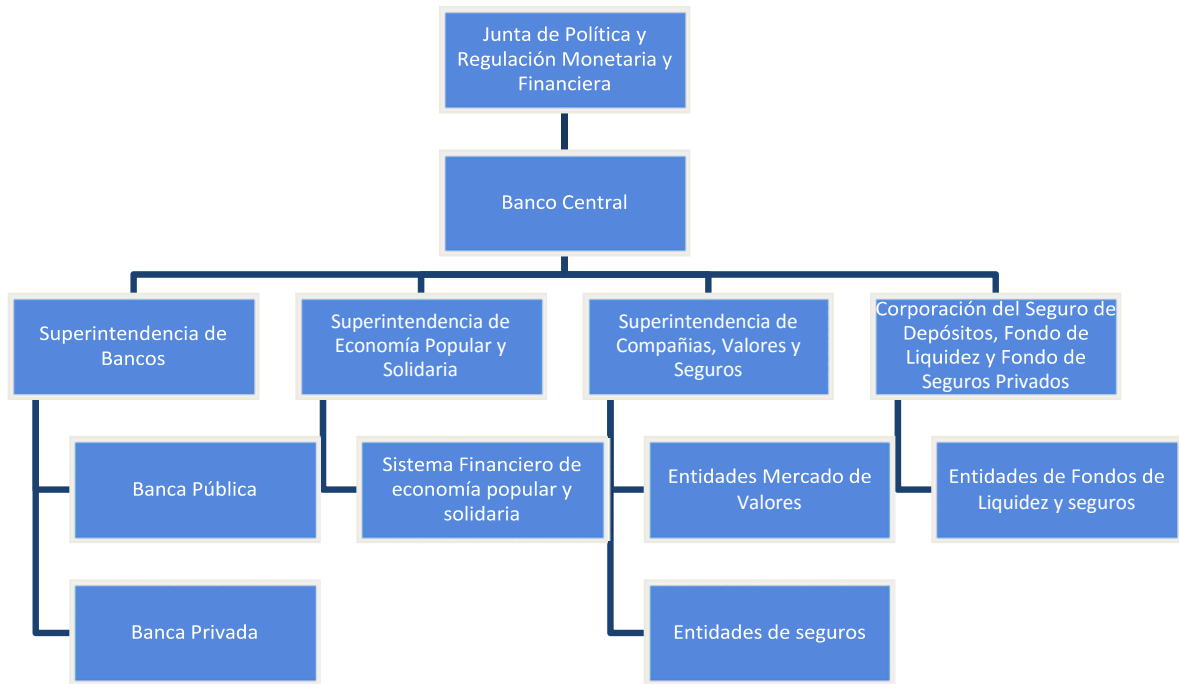 Junta de Política y
Regulación Monetaria y
Financiera
Banco Central
Superintendencia de
Bancos
Superintendencia de
Economía Popular y
Solidaria
Superintendencia de
Compañias, Valores y
Seguros
Corporación del Seguro de
Depósitos, Fondo de
Liquidez y Fondo de
Seguros Privados
Banca Pública
Sistema Financiero de
economía popular y
solidaria
Entidades Mercado de
Valores
Entidades de Fondos de
Liquidez y seguros
Banca Privada
Entidades de seguros